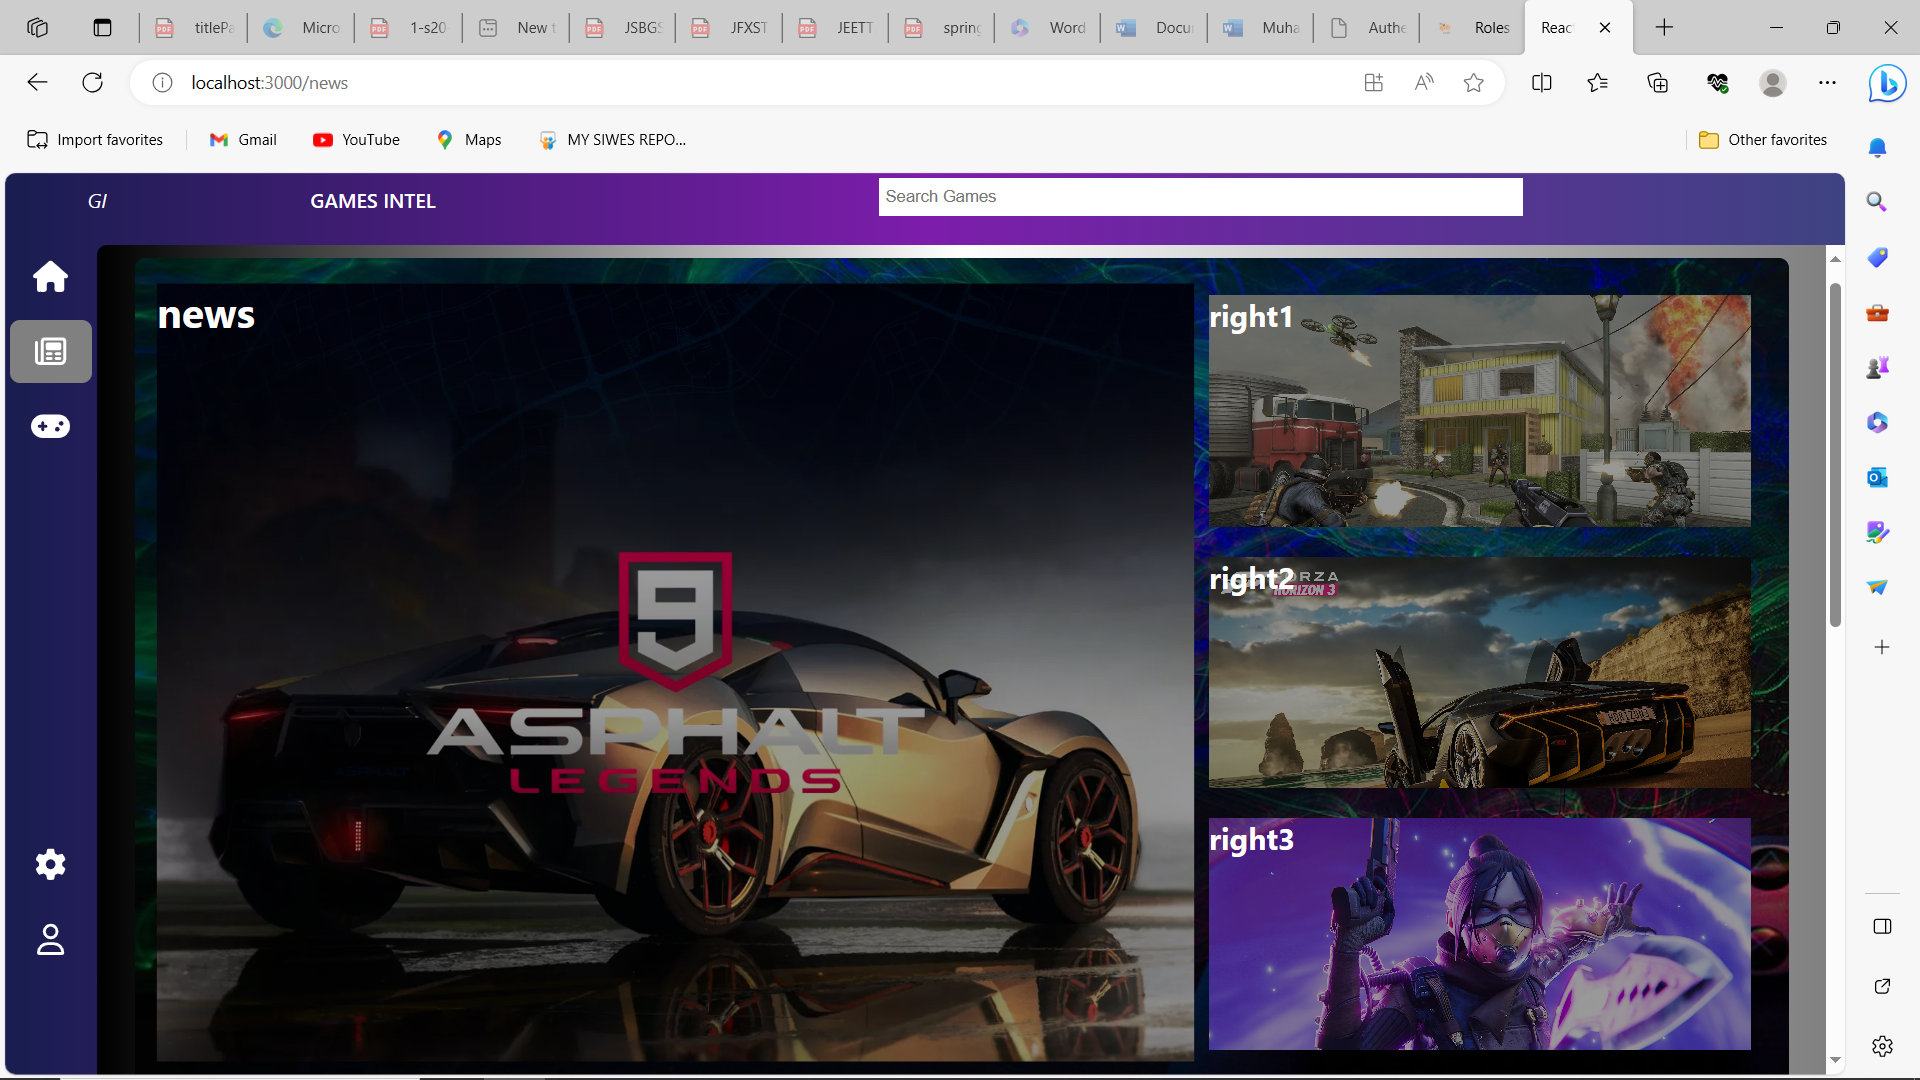 titlePa
Micro
1-s20
New t
JSBGS
JFXST
JEETT
spring
Word
Docu
Muha
Authe
Roles
Reac
localhost:3000/news
Import favorites
Gmail
YouTube
Maps
MY SIWES REPO...
Other favorites
GI
GAMES INTEL
Search Games
news
right1
9
ASPHALT
LEGENDS
right2
FORZA
HORIZON 3
right3